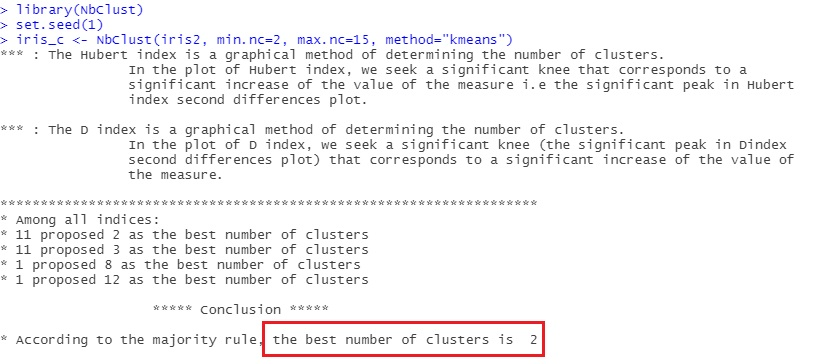 > library(NbClust)
> set.seed(1)
> iris_c <- NbClust(iris2, min.nc=2, max.nc=15, method="kmeans")
*** : The Hubert index is a graphical method of determining the number of clusters.
In the plot of Hubert index, we seek a significant knee that corresponds to a
significant increase of the value of the measure i.e the significant peak in Hubert
index second differences plot.
*** : The D index is a graphical method of determining the number of clusters.
In the plot of D index, we seek a significant knee (the significant peak in Dindex
second differences plot) that corresponds to a significant increase of the value of
the measure.
*******************************************************************
* Among all indices:
* 11 proposed 2 as the best number of clusters
* 11 proposed 3 as the best number of clusters
* 1 proposed 8 as the best number of clusters
* 1 proposed 12 as the best number of clusters
***** Conclusion *****
* According to the majority rule, the best number of clusters is 2